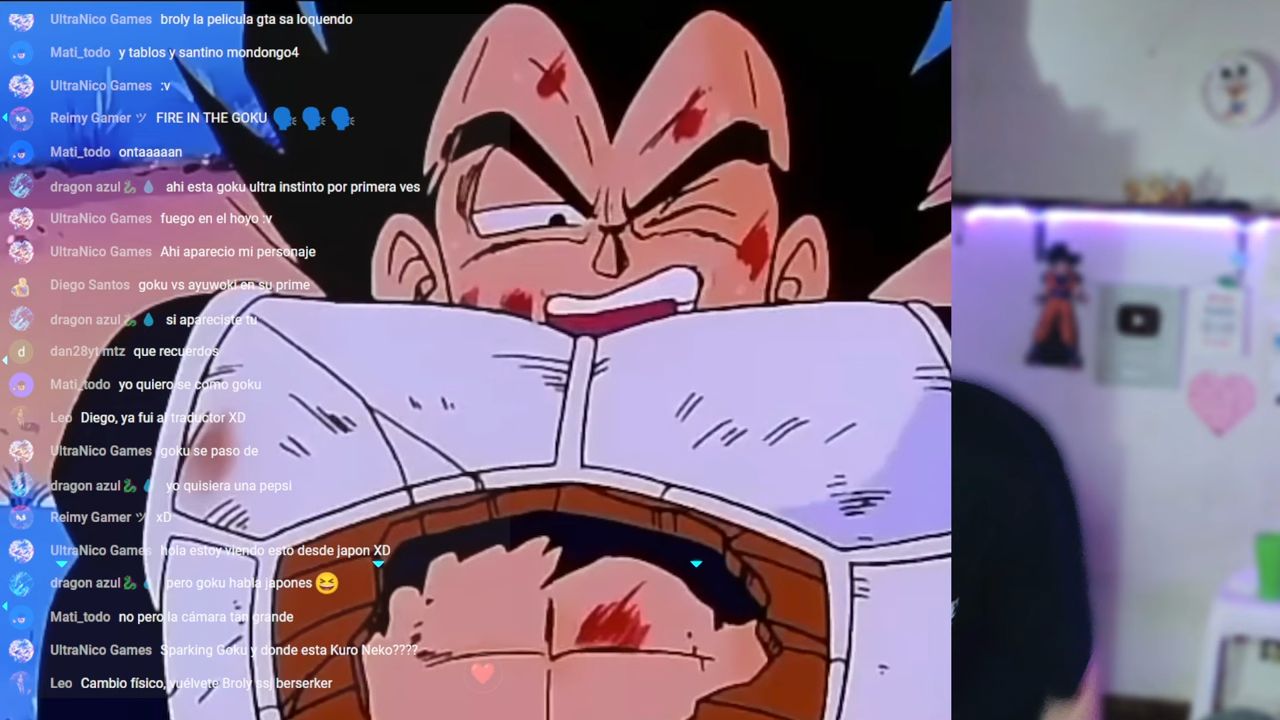 UltraNico Games broly la pelicula gta sa loquendo
Mati_todo y tablos y santino mondongo4
UltraNico Games :v
Reimy Gamer ツ FIRE IN THE GOKU 🗣️ 🗣️ 🗣️
Mati_todo ontaaaaan
dragon azul🐉💧 ahi esta goku ultra instinto por primera ves
UltraNico Games fuego en el hoyo :v
UltraNico Games Ahi aparecio mi personaje
Diego Santos goku vs ayuwoki en su prime
dragon azul🐉💧 si apareciste tu
d dan28yt mtz que recuerdos
Mati_todo yo quiero se como goku
Leo Diego, ya fui al traductor XD
UltraNico Games goku se paso de
dragon azul🐉💧 yo quisiera una pepsi
Reimy Gamer ツ xD
UltraNico Games hola estoy viendo esto desde japon XD
dragon azul🐉💧 pero goku habla japones 😆
Mati_todo no pero la cámara tan grande
UltraNico Games Sparking Goku y donde esta Kuro Neko????
Leo Cambio físico, vuélvete Broly ssj berserker